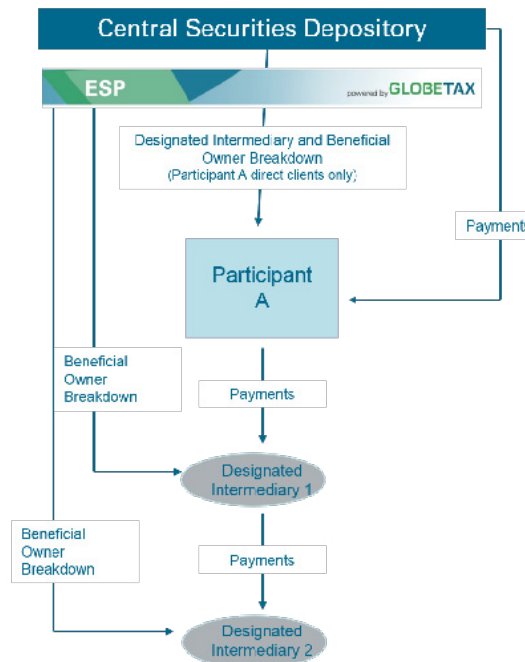 Central Securities Depository
ESP
powered by GLOBETAX
Designated Intermediary and Beneficial
Owner Breakdown
(Participant A direct clients only)
Payments
Participant
A
Beneficial
Owner
Breakdown
Payments
Designated
Intermediary 1
Beneficial
Owner
Breakdown
Payments
Designated
Intermediary 2